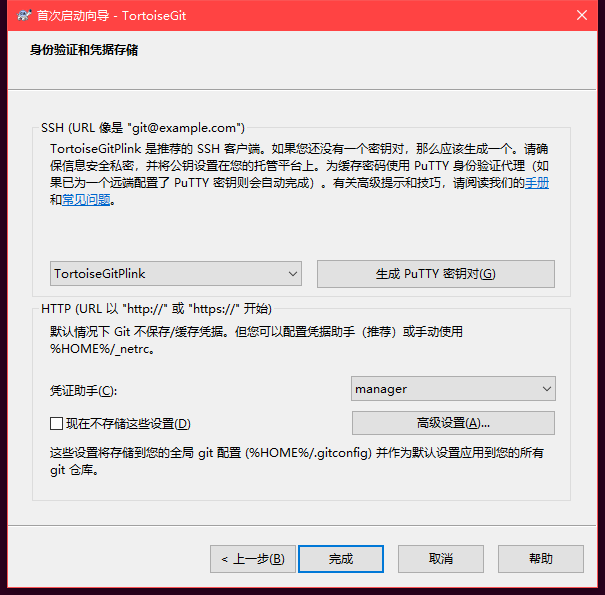 首次启动向导 - TortoiseGit
身份验证和凭据存储
SSH (URL 像是 "git@example.com")
TortoiseGitPlink 是推荐的 SSH 客户端。如果您还没有一个密钥对，那么应该生成一个。请确
保信息安全私密，并将公钥设置在您的托管平台上。为缓存密码使用 PuTTY 身份验证代理（如
果已为一个远端配置了 PuTTY 密钥则会自动完成）。有关高级提示和技巧，请阅读我们的手册
和常见问题。
TortoiseGitPlink
生成 PuTTY 密钥对(G)
HTTP (URL 以 "http://" 或 "https://" 开始)
默认情况下 Git 不保存/缓存凭据。但您可以配置凭据助手（推荐）或手动使用
%HOME%/_netrc。
凭证助手(C):
manager
现在不存储这些设置(D)
高级设置(A)...
这些设置将存储到您的全局 git 配置 (%HOME%/.gitconfig) 并作为默认设置应用到您的所有
git 仓库。
< 上一步(B)
完成
取消
帮助